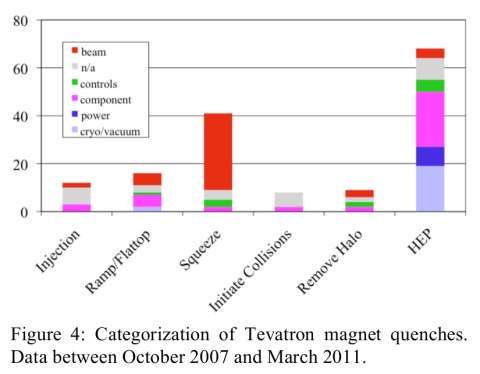 80
60
40
20
0
beam
n/a
controls
component
power
cryo/vacuum
Injection
Ramp/Flattop
Squeeze
Initiate Collisions
Remove Halo
HEP
Figure 4: Categorization of Tevatron magnet quenches.
Data between October 2007 and March 2011.